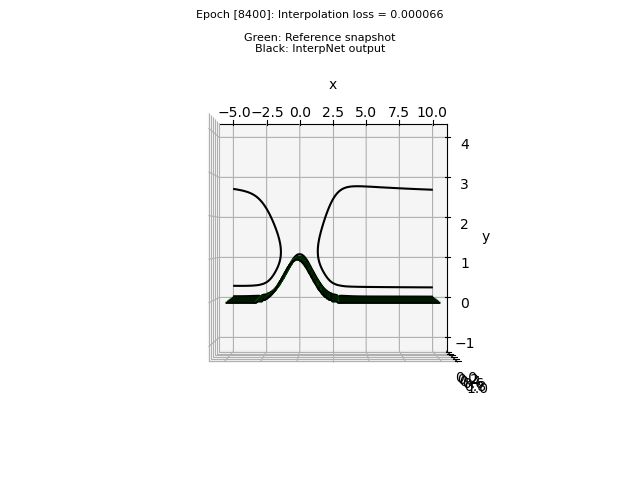 Epoch [8400]: Interpolation loss = 0.000066
Green: Reference snapshot
Black: InterpNet output
x
−5.0 −2.5 0.0 2.5 5.0 7.5 10.0
4
3
2
y
1
0
−1